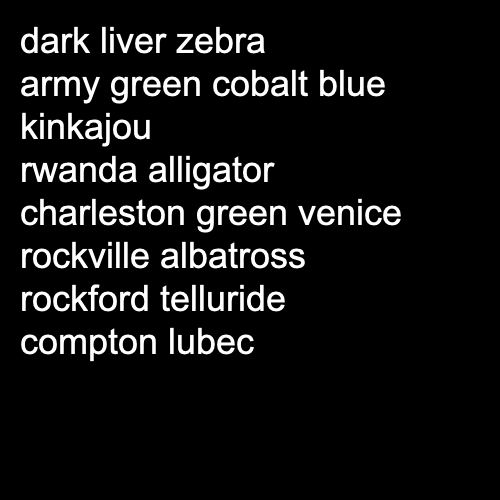 dark liver zebra
army green cobalt blue
kinkajou
rwanda alligator
charleston green venice
rockville albatross
rockford telluride
compton lubec